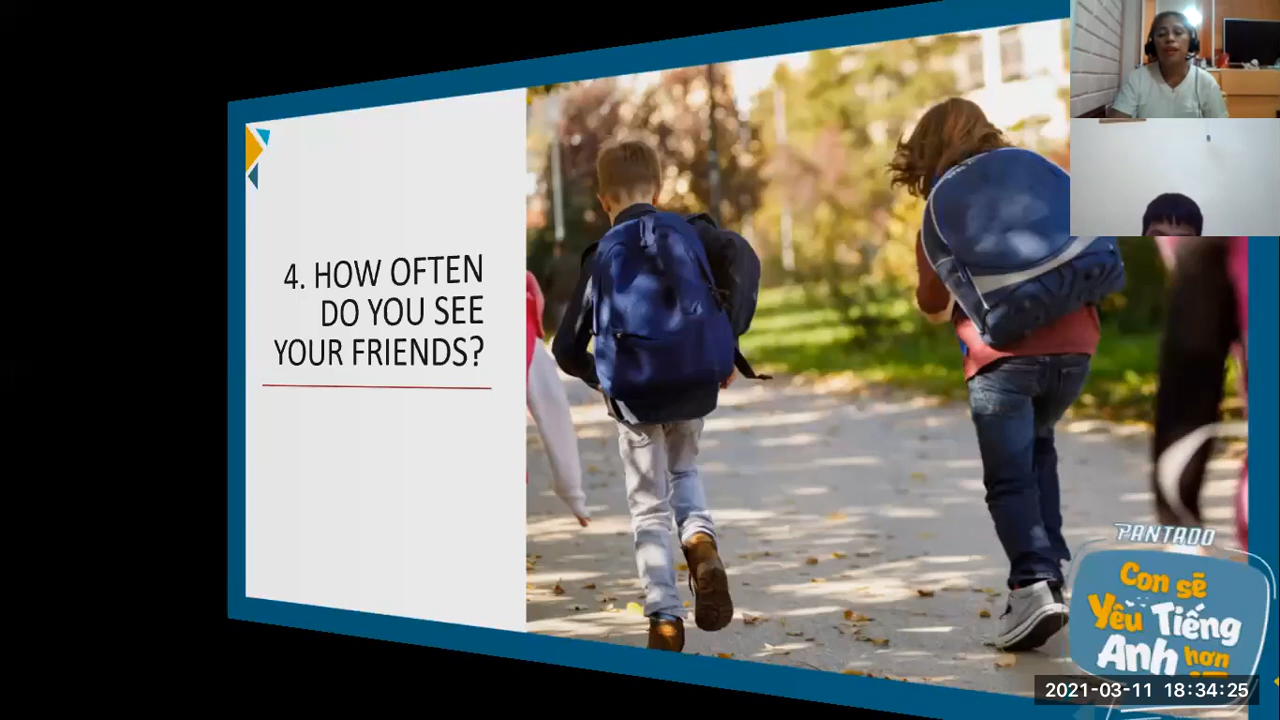 4. HOW OFTEN
DO YOU SEE
YOUR FRIENDS?
PANTADO
Con sẽ
Yêu Tiếng
Anh hơn
2021-03-11 18:34:25